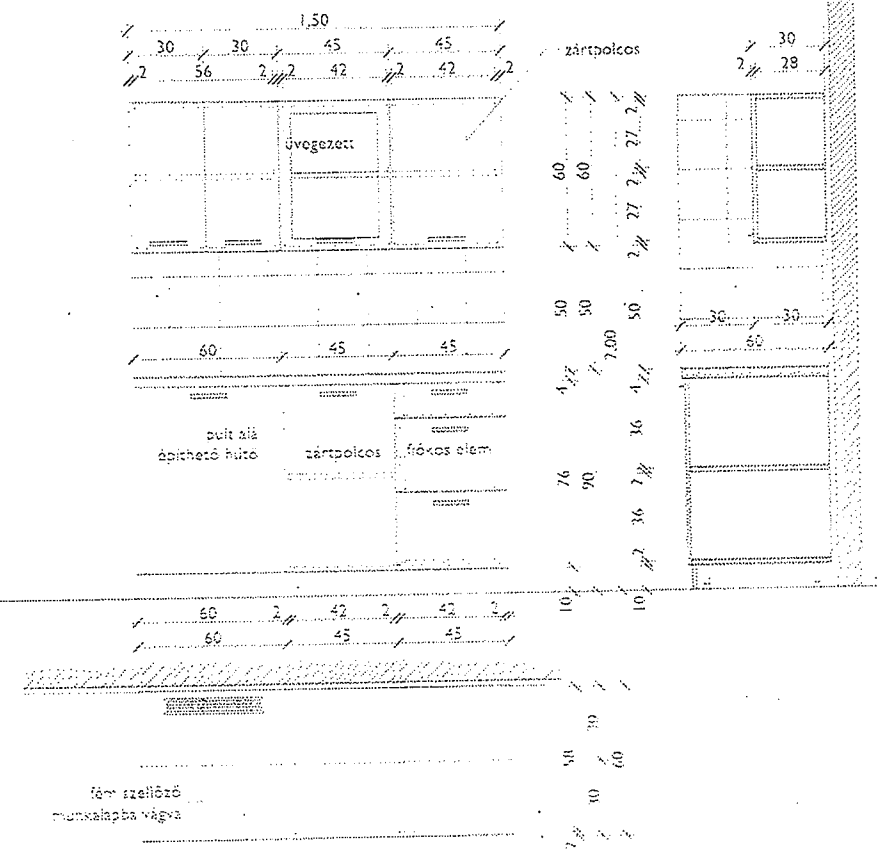 1,50
30 30 45 45
2 56 2 2 42 2 42 2
zártpolcos
30
2 28
üvegezett
60 60
2 27 2 27 2
50 50 50
2,00
30 30
60
60 45 45
4 4
pult alá
építhető hűtő
zártpolcos
fiókos elem
76 90
36 2 36 2
10 10
60 2 42 2 42 2
60 45 45
fém szellőző
munkalapba vágva
60